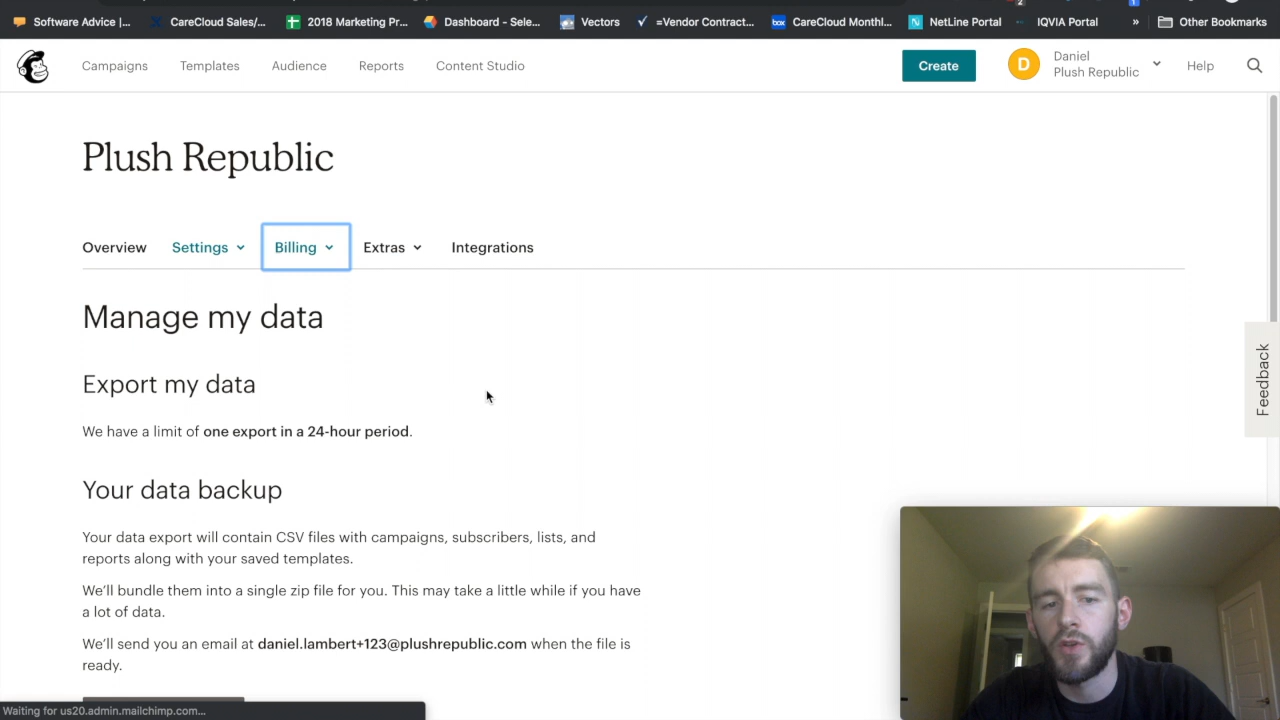 Software Advice |...
CareCloud Sales/...
2018 Marketing Pr...
Dashboard - Sele...
Vectors
=Vendor Contract...
box
CareCloud Monthl...
NetLine Portal
IQVIA Portal
»
Other Bookmarks
Campaigns
Templates
Audience
Reports
Content Studio
Create
D
Daniel
Plush Republic
Help
Plush Republic
Overview
Settings
Billing
Extras
Integrations
Manage my data
Export my data
We have a limit of one export in a 24-hour period.
Your data backup
Your data export will contain CSV files with campaigns, subscribers, lists, and
reports along with your saved templates.
We'll bundle them into a single zip file for you. This may take a little while if you have
a lot of data.
We'll send you an email at daniel.lambert+123@plushrepublic.com when the file is
ready.
Feedback
Waiting for us20.admin.mailchimp.com...